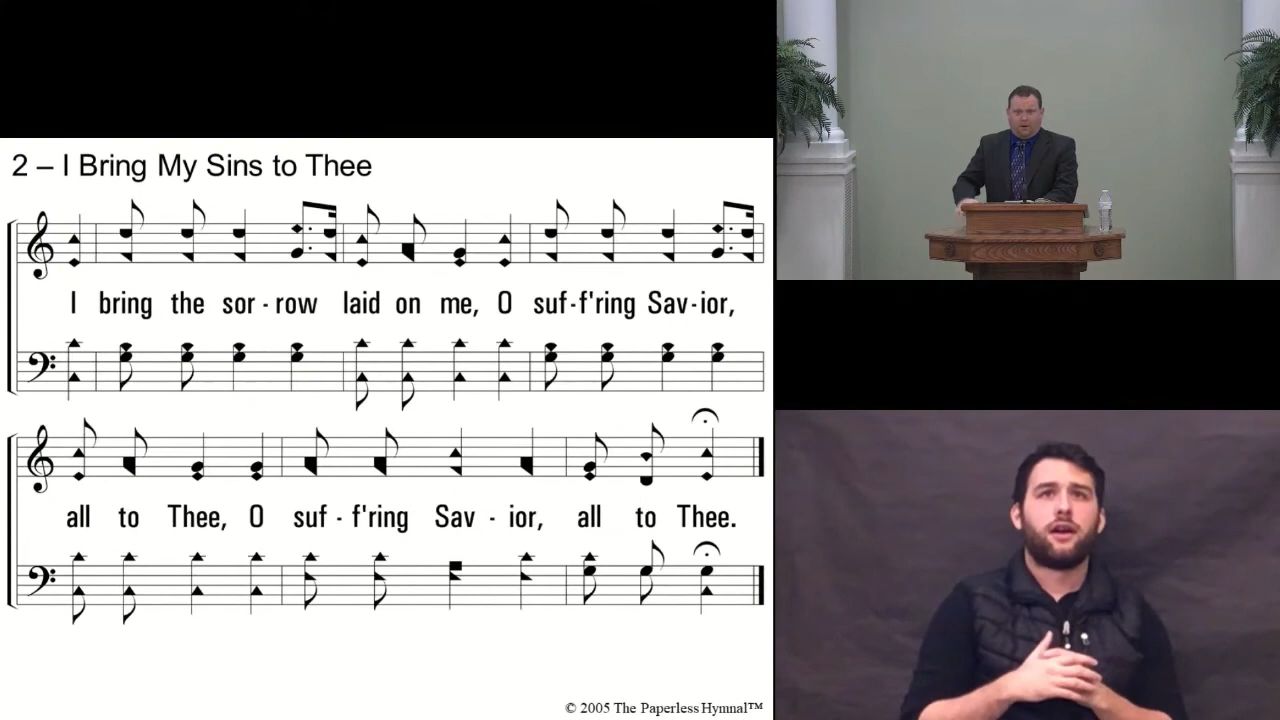 2 – I Bring My Sins to Thee
I bring the sor - row laid on me, O suf-f'ring Sav-ior,
all to Thee, O suf - f'ring Sav - ior, all to Thee.
© 2005 The Paperless Hymnal™